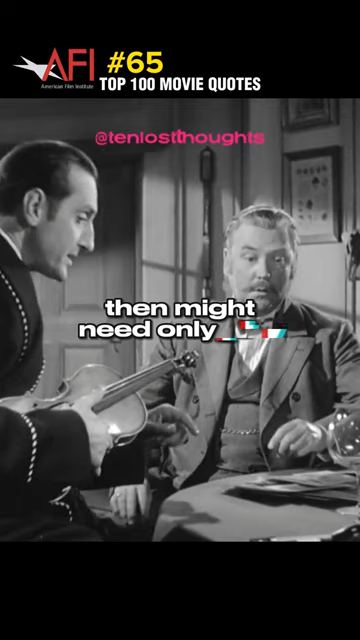 AFI
American Film Institute
#65
TOP 100 MOVIE QUOTES
@tenlostthoughts
then might
need only